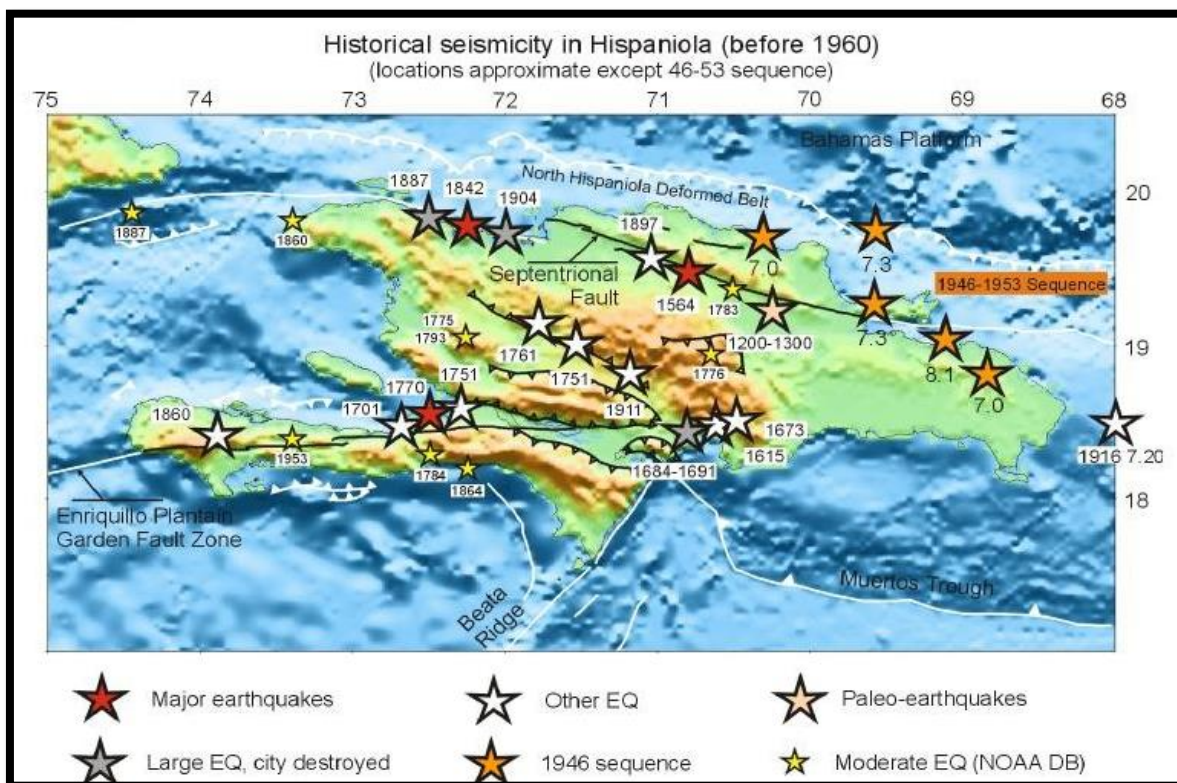 Historical seismicity in Hispaniola (before 1960)
(locations approximate except 46-53 sequence)
75
74
73
72
71
70
69
68
Bahamas Platform
North Hispaniola Deformed Belt
20
1887
1842
1904
1887
1860
1897
7.0
7.3
Septentrional
Fault
1564
1783
1946-1953 Sequence
1200-1300
7.3
1775
1793
1761
1751
1776
19
8.1
7.0
1770
1751
1911
1860
1701
1673
1615
1684-1691
1916 7.20
1953
1784
1864
18
Enriquillo Plantain
Garden Fault Zone
Beata
Ridge
Muertos Trough
Major earthquakes
Other EQ
Paleo-earthquakes
Large EQ, city destroyed
1946 sequence
Moderate EQ (NOAA DB)